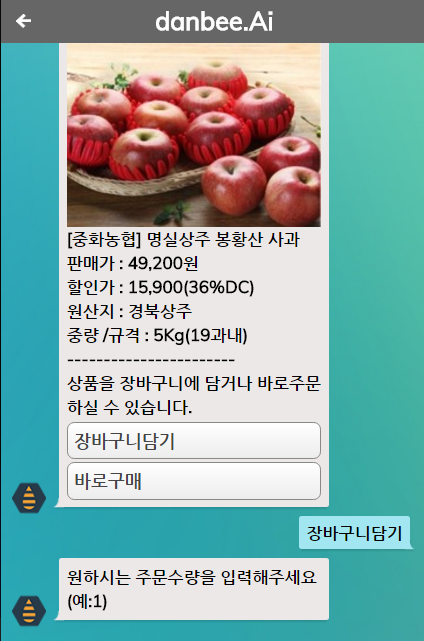 danbee.Ai
[중화농협] 명실상주 봉황산 사과
판매가 : 49,200원
할인가 : 15,900(36%DC)
원산지 : 경북상주
중량 /규격 : 5Kg(19과내)
-----------------------
상품을 장바구니에 담거나 바로주문
하실 수 있습니다.
장바구니담기
바로구매
장바구니담기
원하시는 주문수량을 입력해주세요
(예:1)